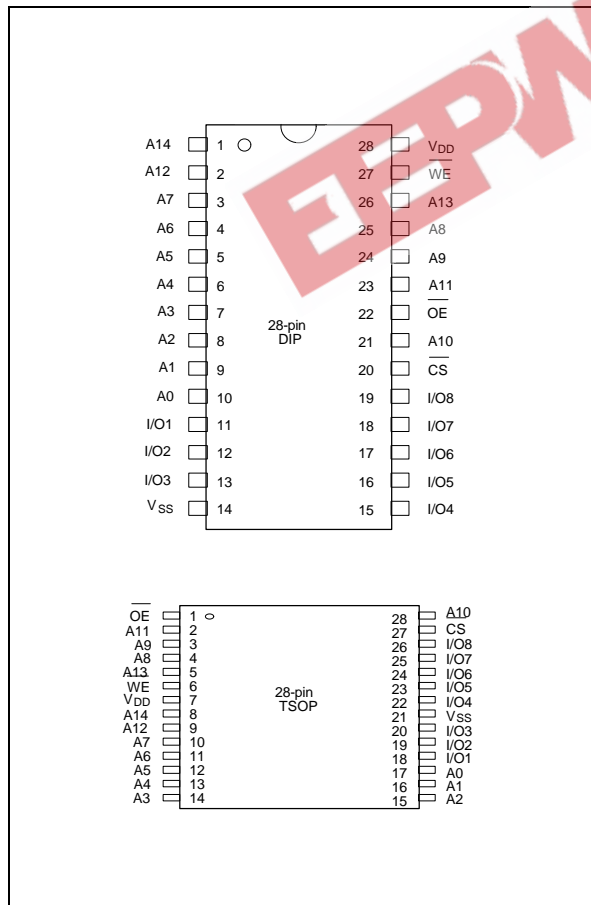 EEPW
A14 1 28 VDD
A12 2 27 WE
A7 3 26 A13
A6 4 25 A8
A5 5 24 A9
A4 6 23 A11
A3 7 22 OE
28-pin
DIP
A2 8 21 A10
A1 9 20 CS
A0 10 19 I/O8
I/O1 11 18 I/O7
I/O2 12 17 I/O6
I/O3 13 16 I/O5
VSS 14 15 I/O4
OE 1 28 A10
A11 2 27 CS
A9 3 26 I/O8
A8 4 25 I/O7
A13 5 24 I/O6
WE 6 23 I/O5
28-pin
TSOP
VDD 7 22 I/O4
A14 8 21 VSS
A12 9 20 I/O3
A7 10 19 I/O2
A6 11 18 I/O1
A5 12 17 A0
A4 13 16 A1
A3 14 15 A2